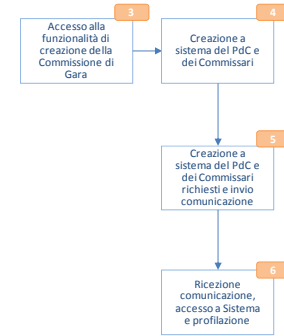 3
Accesso alla
funzionalità di
creazione della
Commissione di
Gara
4
Creazione a
sistema del PdC e
dei Commissari
5
Creazione a
sistema del PdC e
dei Commissari
richiesti e invio
comunicazione
6
Ricezione
comunicazione,
accesso a Sistema
e profilazione